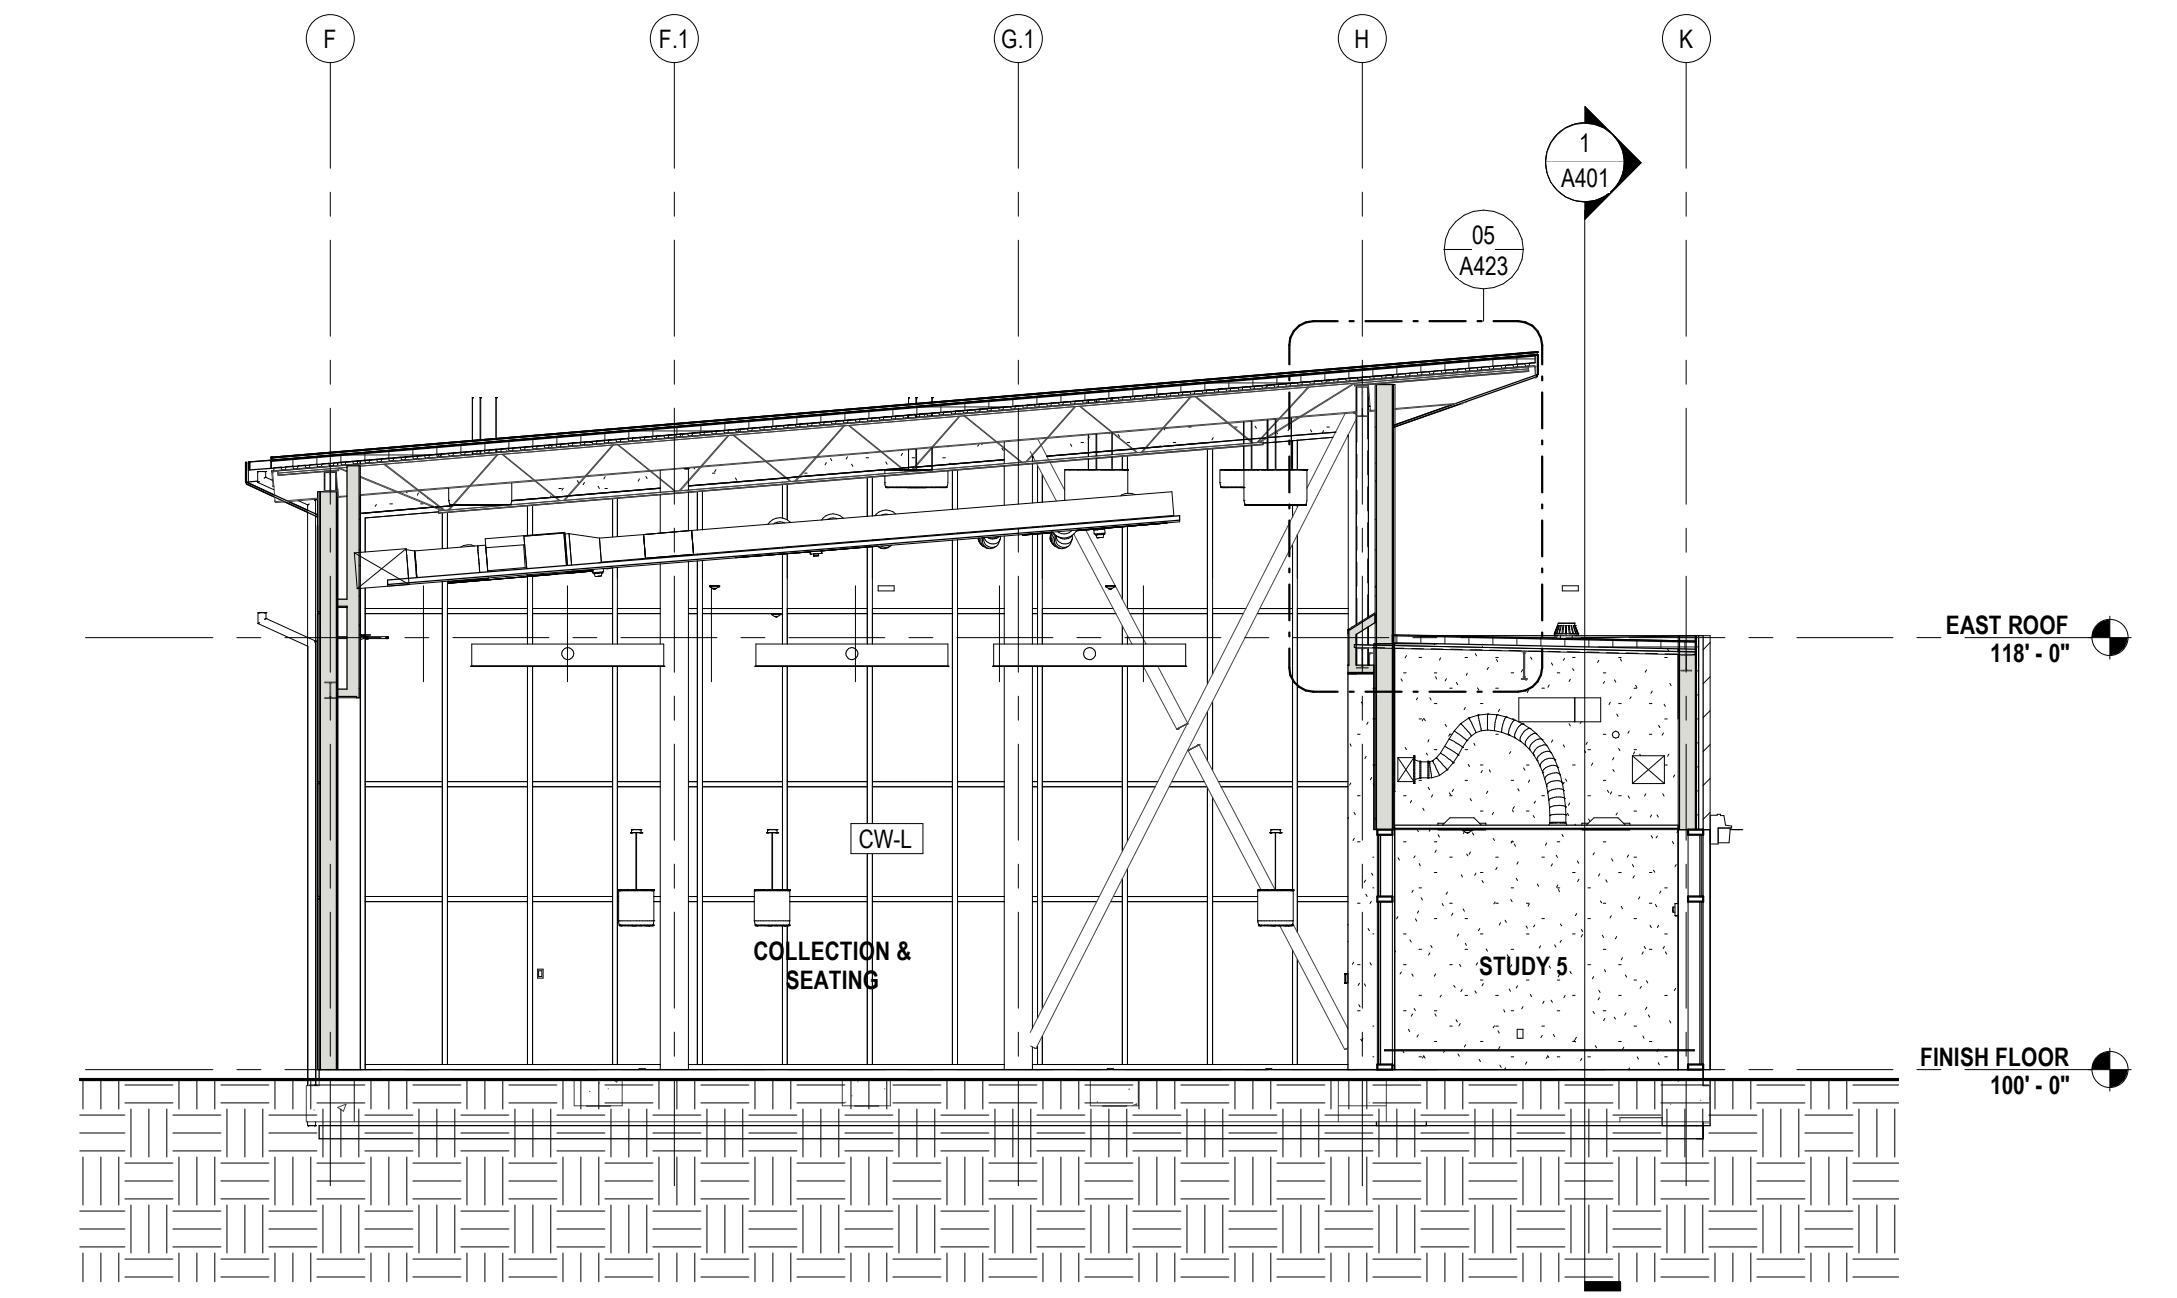 F
F.1
G.1
H
K
1
A401
05
A423
EAST ROOF
118' - 0"
CW-L
COLLECTION &
SEATING
STUDY 5
FINISH FLOOR
100' - 0"